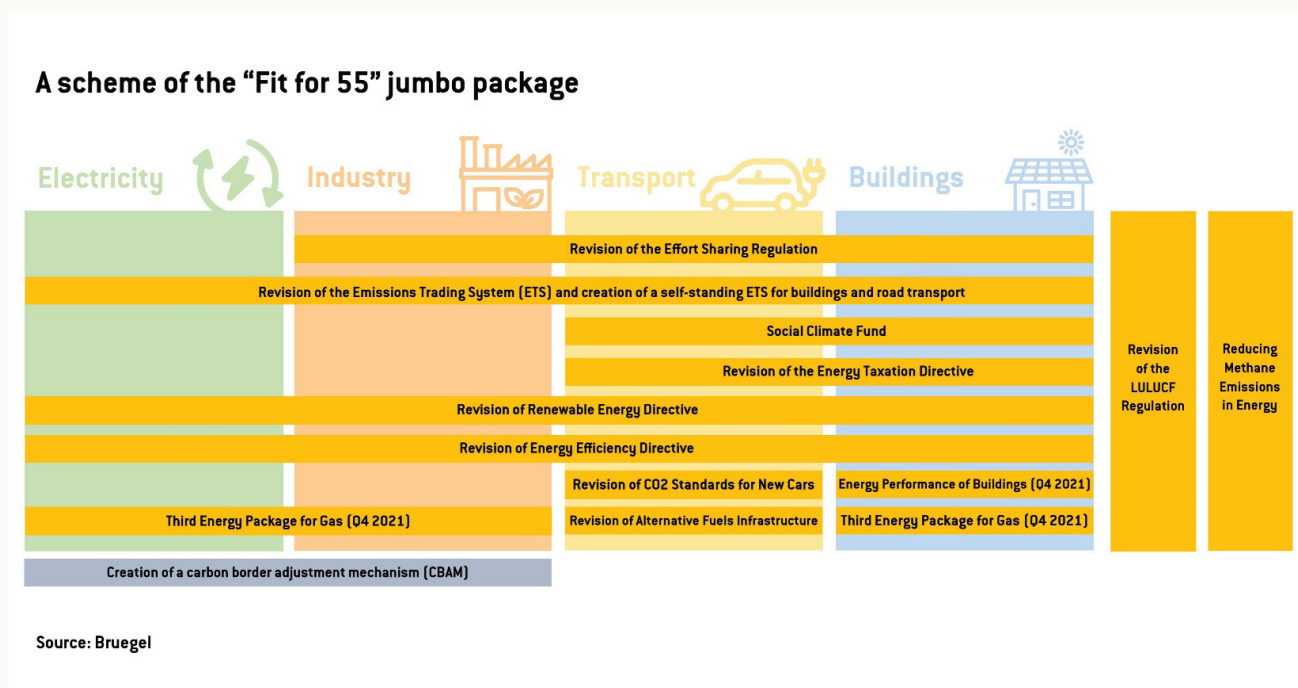 A scheme of the “Fit for 55” jumbo package
Electricity
Industry
Transport
Buildings
Revision of the Effort Sharing Regulation
Revision of the Emissions Trading System (ETS) and creation of a self-standing ETS for buildings and road transport
Social Climate Fund
Revision of the Energy Taxation Directive
Revision of Renewable Energy Directive
Revision of Energy Efficiency Directive
Revision of CO2 Standards for New Cars
Energy Performance of Buildings (Q4 2021)
Third Energy Package for Gas (Q4 2021)
Revision of Alternative Fuels Infrastructure
Third Energy Package for Gas (Q4 2021)
Creation of a carbon border adjustment mechanism (CBAM)
Revision
of the
LULUCF
Regulation
Reducing
Methane
Emissions
in Energy
Source: Bruegel